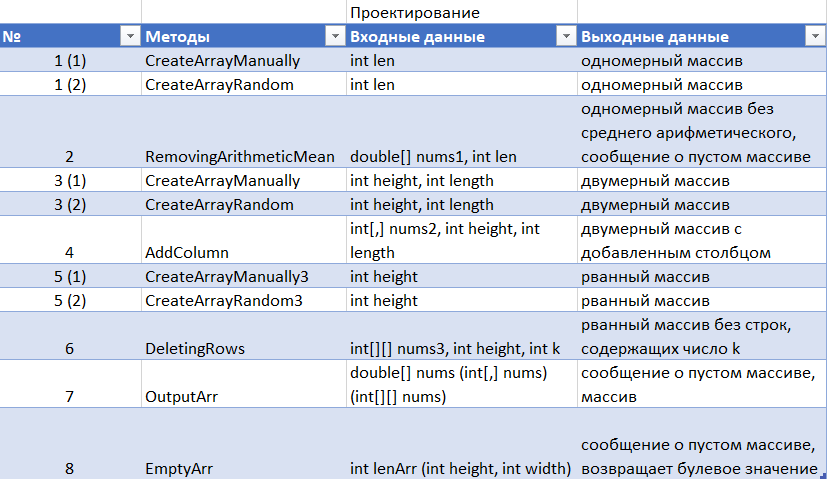 Проектирование
№ Методы Входные данные Выходные данные
1 (1) CreateArrayManually int len одномерный массив
1 (2) CreateArrayRandom int len одномерный массив
одномерный массив без
среднего арифметического,
2 RemovingArithmeticMean double[] nums1, int len сообщение о пустом массиве
3 (1) CreateArrayManually int height, int length двумерный массив
3 (2) CreateArrayRandom int height, int length двумерный массив
int[,] nums2, int height, int двумерный массив с
4 AddColumn length добавленным столбцом
5 (1) CreateArrayManually3 int height рванный массив
5 (2) CreateArrayRandom3 int height рванный массив
рванный массив без строк,
6 DeletingRows int[][] nums3, int height, int k содержащих число k
double[] nums (int[,] nums) сообщение о пустом массиве,
7 OutputArr (int[][] nums) массив
сообщение о пустом массиве,
8 EmptyArr int lenArr (int height, int width) возвращает булевое значение